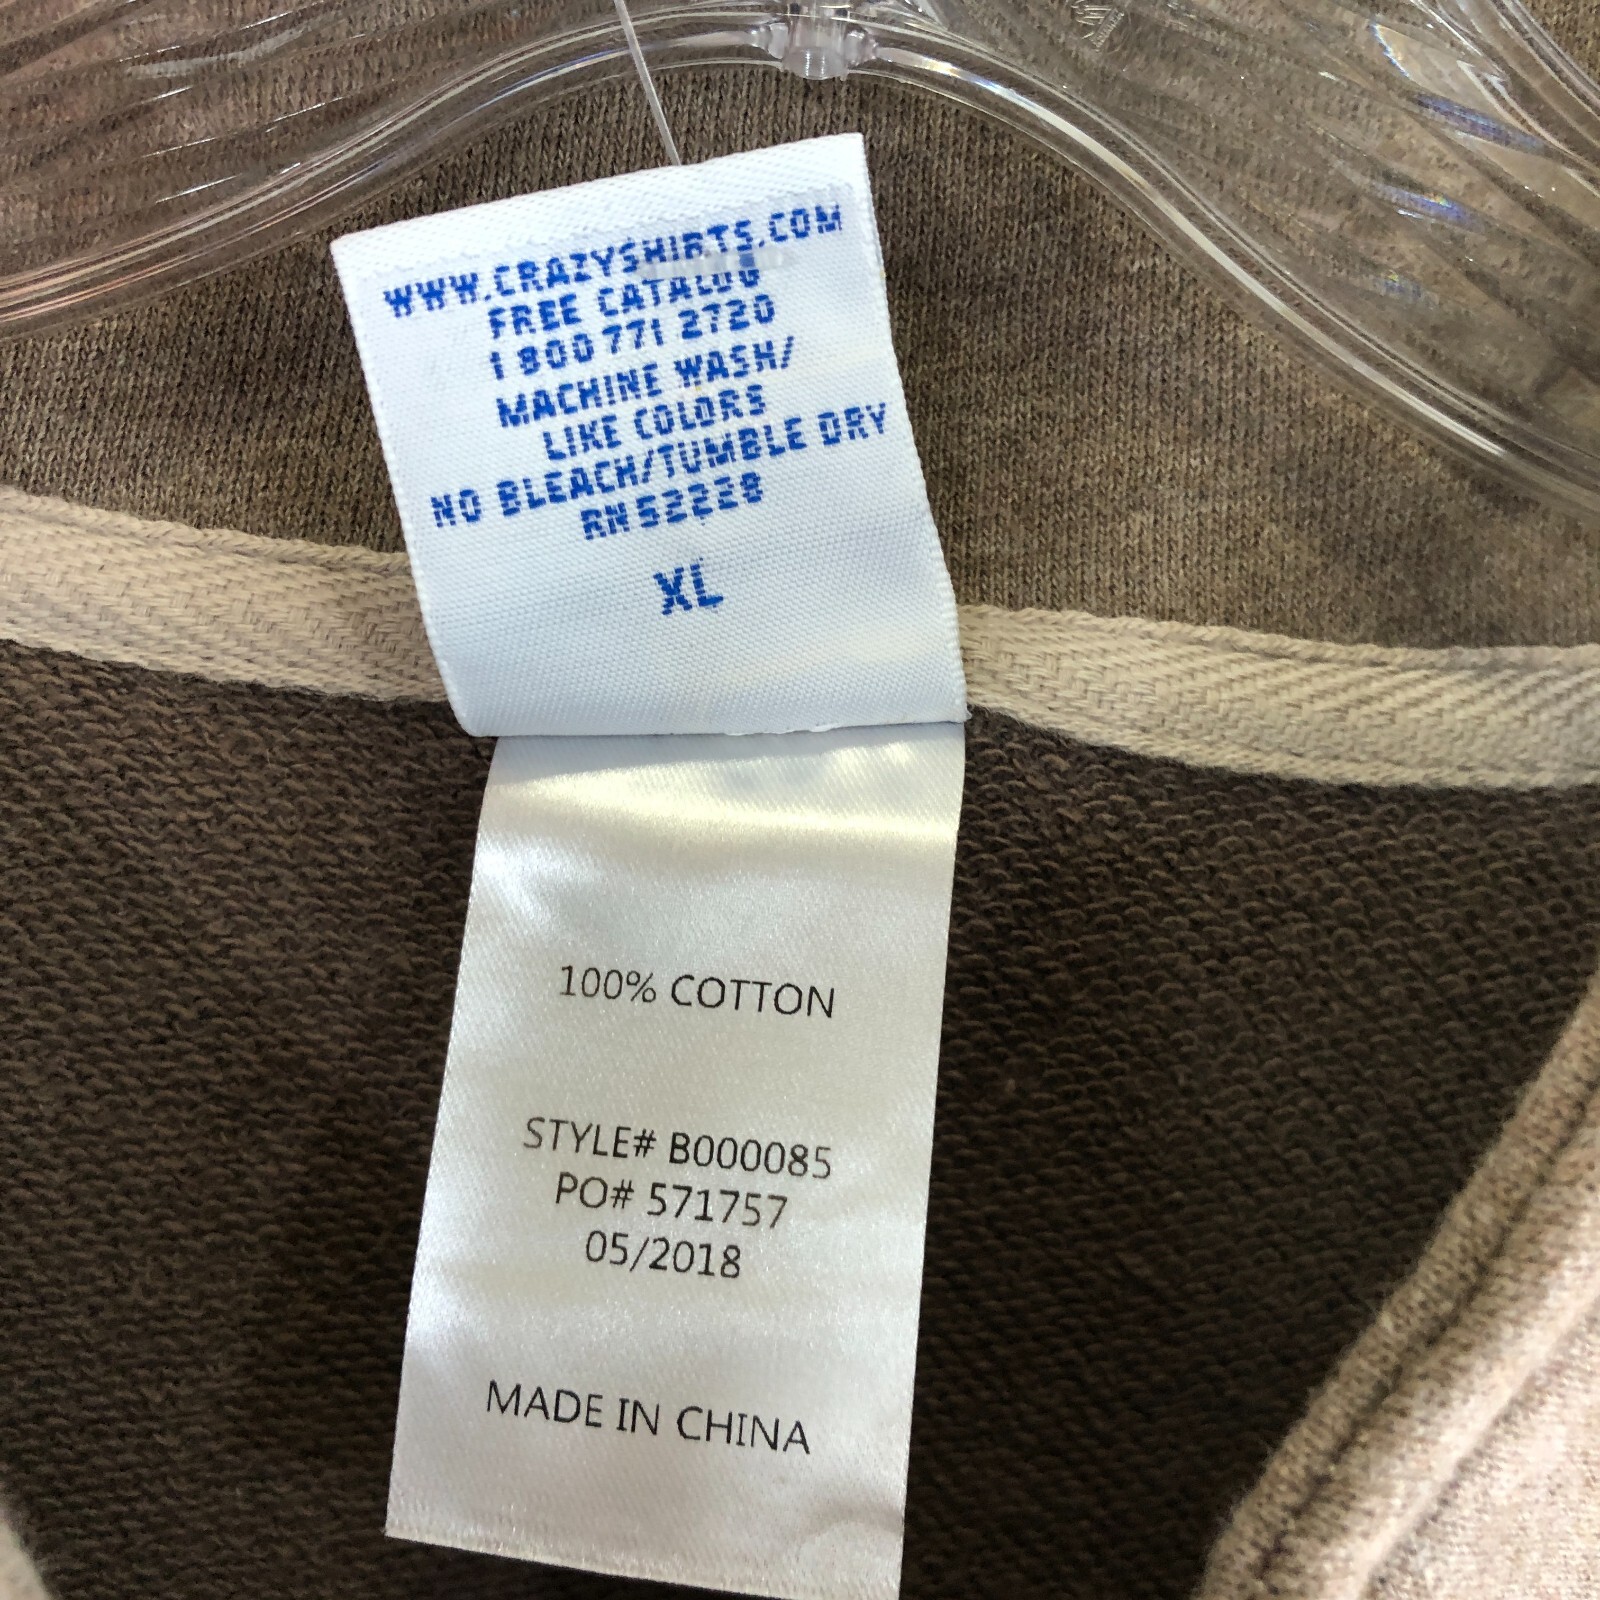 WWW.CRAZYSHIRTS.COM
FREE CATALOG
1 800 771 2720
MACHINE WASH/
LIKE COLORS
NO BLEACH/TUMBLE DRY
RN 52228
XL
100% COTTON
STYLE# B000085
PO# 571757
05/2018
MADE IN CHINA